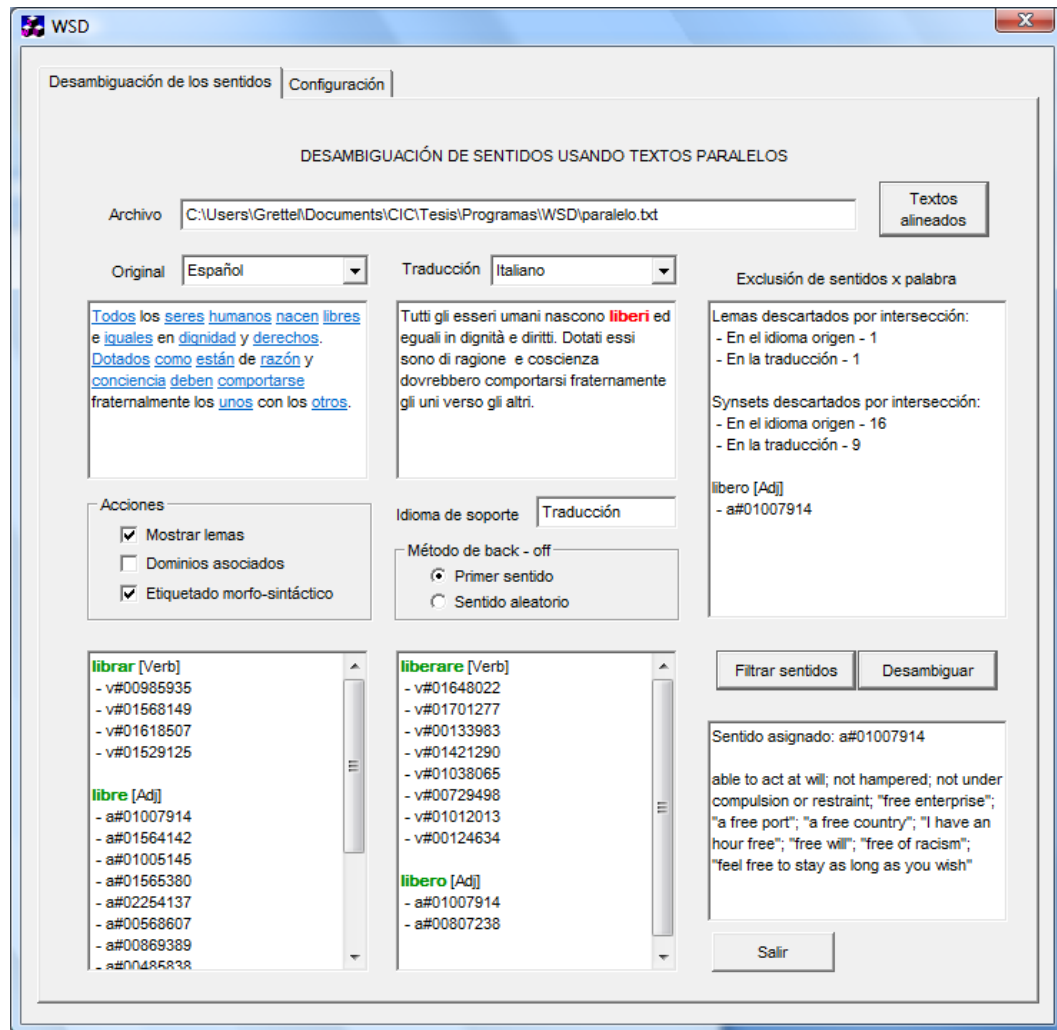 WSD
Desambiguación de los sentidos
Configuración
DESAMBIGUACIÓN DE SENTIDOS USANDO TEXTOS PARALELOS
Archivo
C:\Users\Grettel\Documents\CIC\Tesis\Programas\WSD\paralelo.txt
Textos
alineados
Original
Español
Traducción
Italiano
Exclusión de sentidos x palabra
Todos los seres humanos nacen libres
e iguales en dignidad y derechos.
Dotados como están de razón y
conciencia deben comportarse
fraternalmente los unos con los otros.
Tutti gli esseri umani nascono liberi ed
eguali in dignità e diritti. Dotati essi
sono di ragione e coscienza
dovrebbero comportarsi fraternamente
gli uni verso gli altri.
Lemas descartados por intersección:
- En el idioma origen - 1
- En la traducción - 1
Synsets descartados por intersección:
- En el idioma origen - 16
- En la traducción - 9
libero [Adj]
- a#01007914
Acciones
Mostrar lemas
Dominios asociados
Etiquetado morfo-sintáctico
Idioma de soporte
Traducción
Método de back - off
Primer sentido
Sentido aleatorio
librar [Verb]
- v#00985935
- v#01568149
- v#01618507
- v#01529125
libre [Adj]
- a#01007914
- a#01564142
- a#01005145
- a#01565380
- a#02254137
- a#00568607
- a#00869389
- a#00485838
liberare [Verb]
- v#01648022
- v#01701277
- v#00133983
- v#01421290
- v#01038065
- v#00729498
- v#01012013
- v#00124634
libero [Adj]
- a#01007914
- a#00807238
Filtrar sentidos
Desambiguar
Sentido asignado: a#01007914
able to act at will; not hampered; not under
compulsion or restraint; "free enterprise";
"a free port"; "a free country"; "I have an
hour free"; "free will"; "free of racism";
"feel free to stay as long as you wish"
Salir